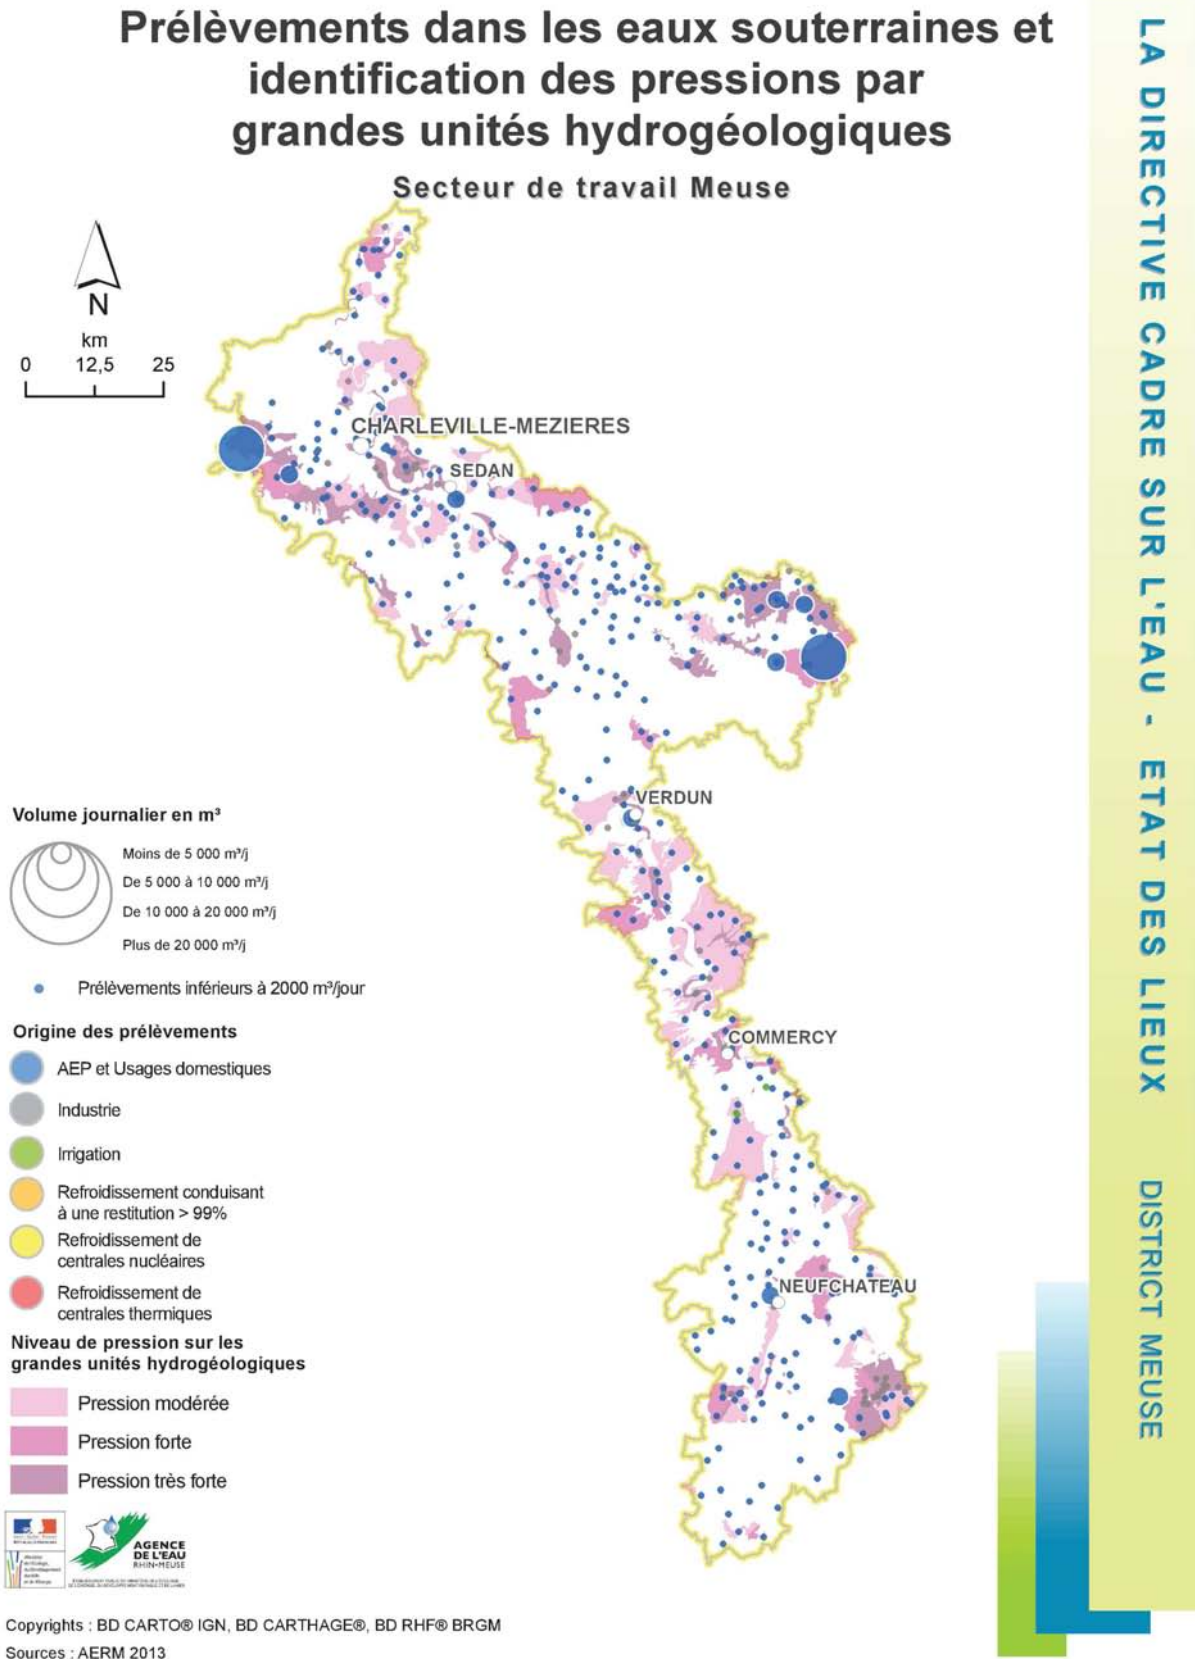 Prélèvements dans les eaux souterraines et
identification des pressions par
grandes unités hydrogéologiques
Secteur de travail Meuse
N
km
0 12,5 25
CHARLEVILLE-MEZIERES
SEDAN
VERDUN
COMMERCY
NEUFCHATEAU
Volume journalier en m³
Moins de 5 000 m³/j
De 5 000 à 10 000 m³/j
De 10 000 à 20 000 m³/j
Plus de 20 000 m³/j
Prélèvements inférieurs à 2000 m³/jour
Origine des prélèvements
AEP et Usages domestiques
Industrie
Irrigation
Refroidissement conduisant
à une restitution > 99%
Refroidissement de
centrales nucléaires
Refroidissement de
centrales thermiques
Niveau de pression sur les
grandes unités hydrogéologiques
Pression modérée
Pression forte
Pression très forte
AGENCE
DE L'EAU
RHIN-MEUSE
Copyrights : BD CARTO® IGN, BD CARTHAGE®, BD RHF® BRGM
Sources : AERM 2013
LA DIRECTIVE CADRE SUR L'EAU - ETAT DES LIEUX DISTRICT MEUSE